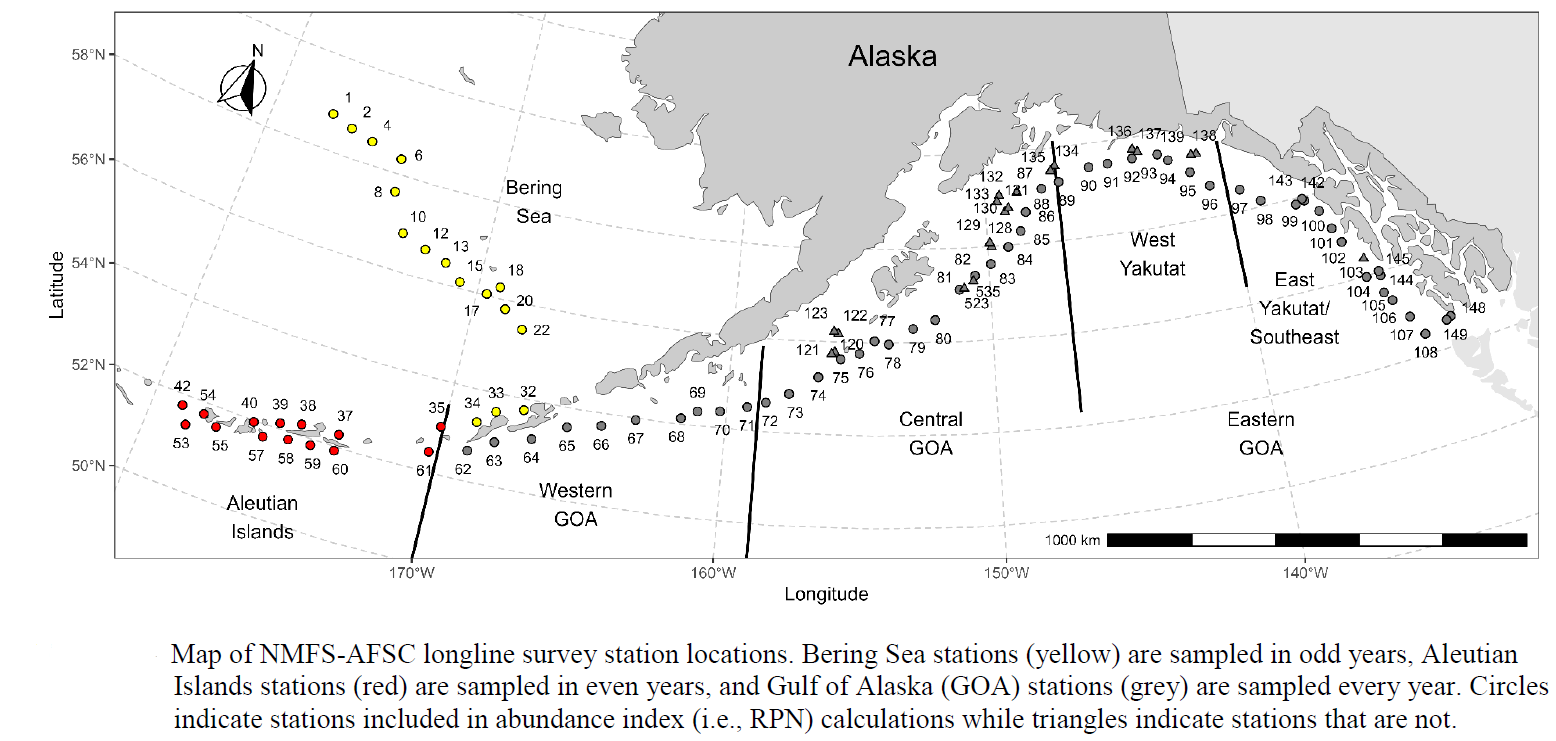 Alaska
58°N
N
1
2
4
136 137 139 138
56°N
6
135 134
87
Bering
Sea
8
132
133 131
130
88 89
90 91 92 93 94
95
96
97
143 142
98
99 100
10
12
13
129 128
86
85
West
Yakutat
101
102
54°N
15
18
82
84
81
83
East
Yakutat/
Southeast
103 145
144
104
17
20
535
523
105
106
148
22
123 122 77
107
149
121 120
79
80
108
52°N
76
78
75
42
54
40 39 38
37
35
34
33
32
69
74
73
Central
GOA
Eastern
GOA
53
55
57
58
59
60
61
62
63
64
65
66
67
68
70
71
72
50°N
Aleutian
Islands
Western
GOA
1000 km
170°W
160°W
150°W
140°W
Latitude
Longitude
Map of NMFS-AFSC longline survey station locations. Bering Sea stations (yellow) are sampled in odd years, Aleutian
Islands stations (red) are sampled in even years, and Gulf of Alaska (GOA) stations (grey) are sampled every year. Circles
indicate stations included in abundance index (i.e., RPN) calculations while triangles indicate stations that are not.